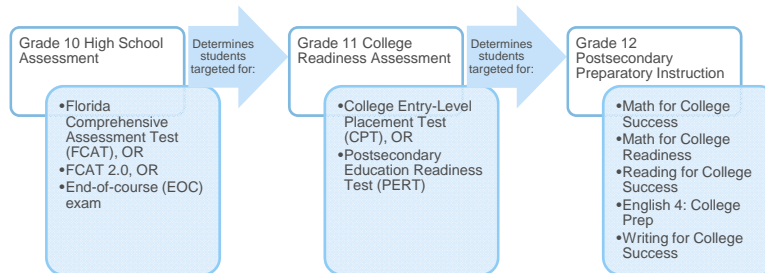 Grade 10 High School
Assessment
•Florida
Comprehensive
Assessment Test
(FCAT), OR
•FCAT 2.0, OR
•End-of-course (EOC)
exam
Determines
students
targeted for:
Grade 11 College
Readiness Assessment
•College Entry-Level
Placement Test
(CPT), OR
•Postsecondary
Education Readiness
Test (PERT)
Determines
students
targeted for:
Grade 12
Postsecondary
Preparatory Instruction
•Math for College
Success
•Math for College
Readiness
•Reading for College
Success
•English 4: College
Prep
•Writing for College
Success